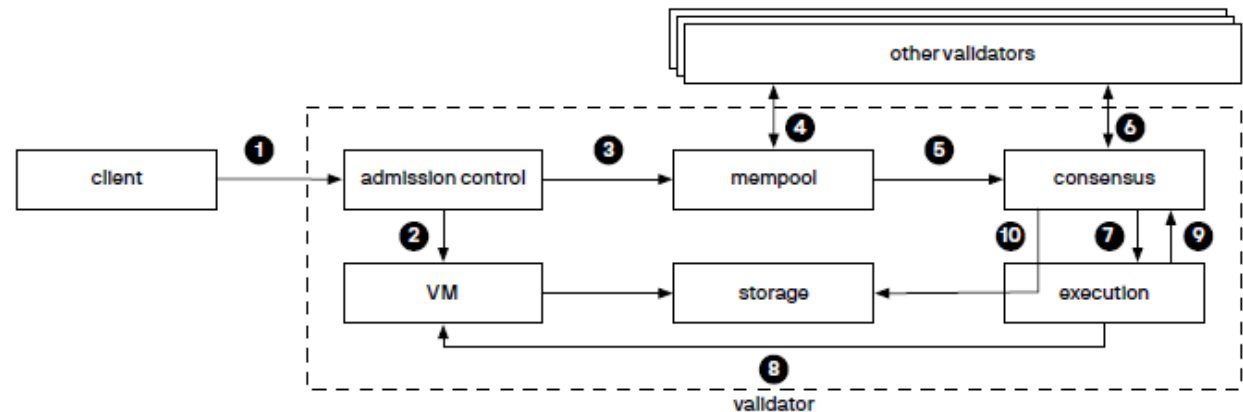 other validators
4
6
1
3
5
client
admission control
mempool
consensus
2
10
7
9
VM
storage
execution
8
validator